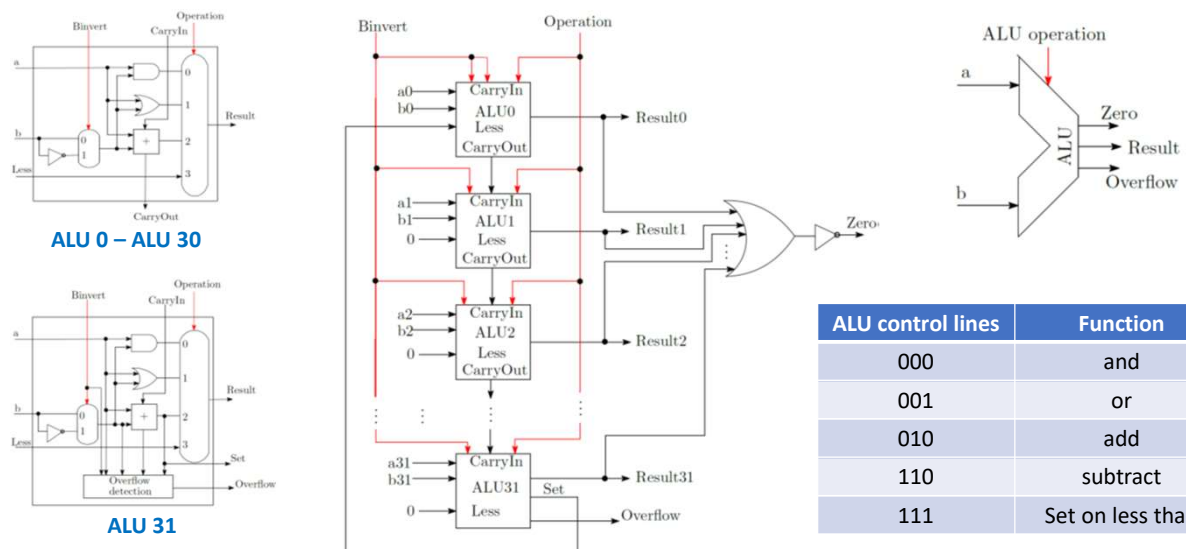 Operation
Binvert
CarryIn
a
0
1
Result
b
0
+
2
1
Less
3
CarryOut
ALU 0 – ALU 30
Operation
CarryIn
Binvert
a
0
1
Result
b
0
+
2
1
Less
3
Set
Overflow
detection
Overflow
ALU 31
Binvert
Operation
a0
CarryIn
b0
ALU0
Result0
Less
CarryOut
a1
CarryIn
b1
ALU1
Result1
0
Less
CarryOut
a2
CarryIn
b2
ALU2
Result2
0
Less
CarryOut
a31
CarryIn
b31
ALU31
Result31
Set
0
Less
Overflow
Zero
ALU operation
a
Zero
ALU
Result
Overflow
b
ALU control lines Function
000 and
001 or
010 add
110 subtract
111 Set on less tha